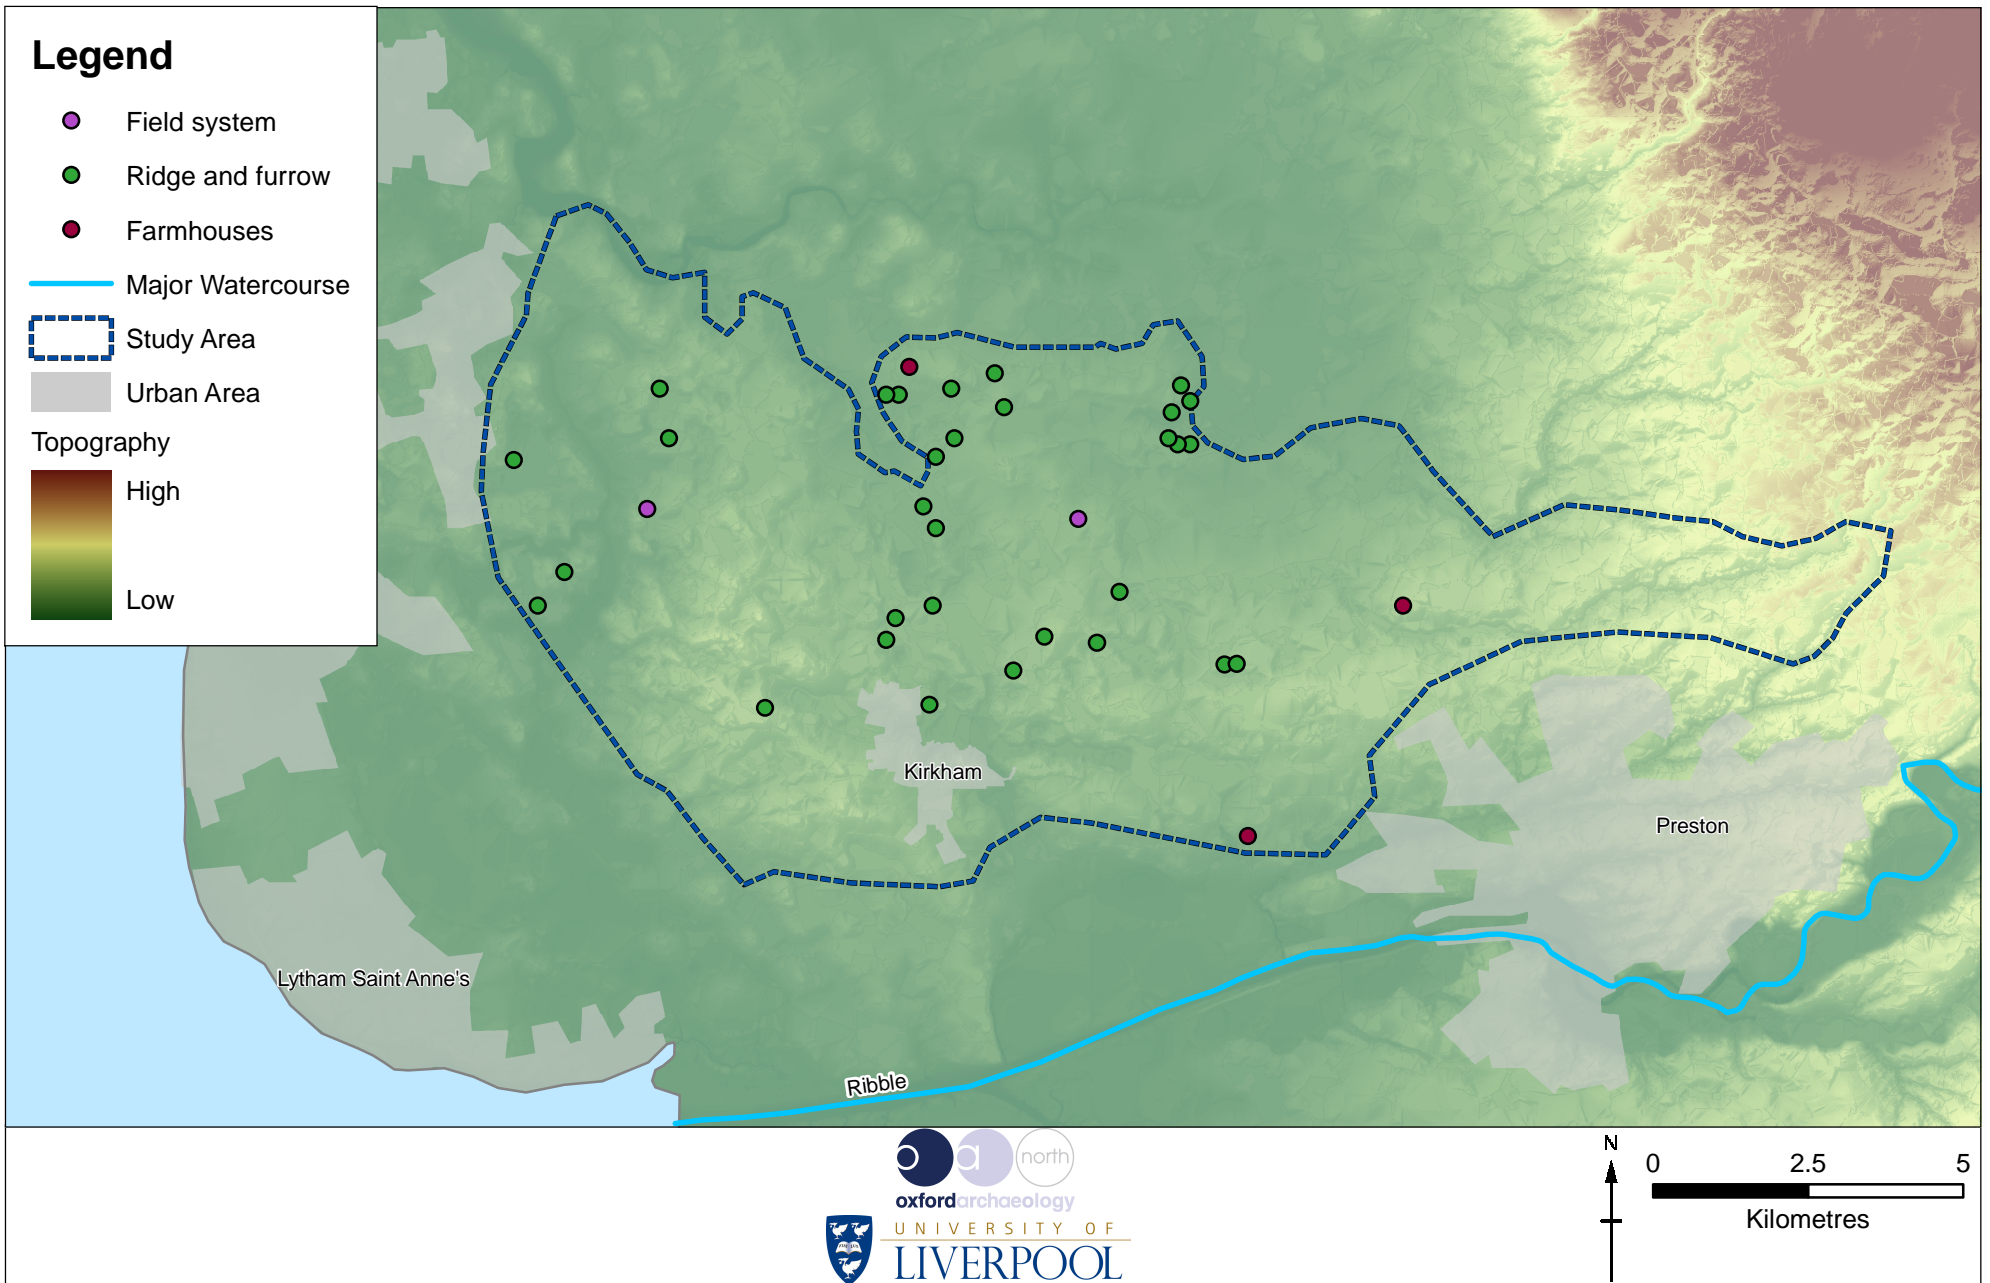 Legend
Field system
Ridge and furrow
Farmhouses
Major Watercourse
Study Area
Urban Area
Topography
High
Low
Kirkham
Preston
Lytham Saint Anne's
Ribble
oa north
oxfordarchaeology
UNIVERSITY OF
LIVERPOOL
N
0 2.5 5
Kilometres